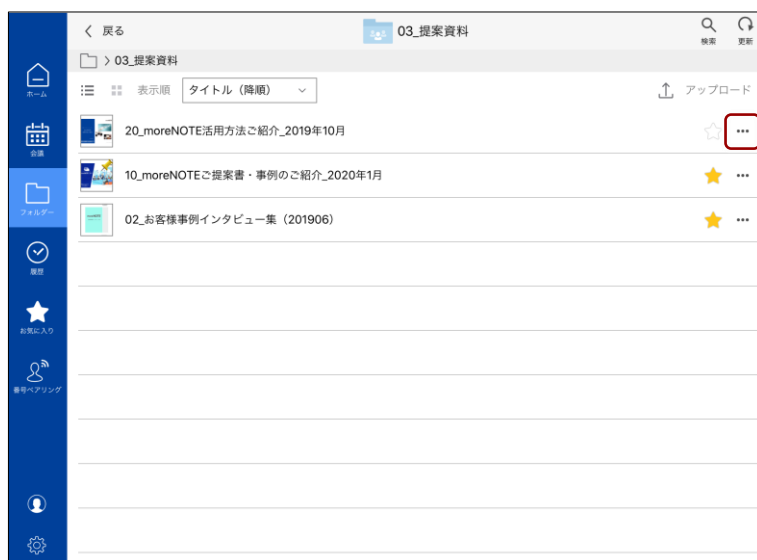 戻る
03_提案資料
検索
更新
03_提案資料
ホーム
表示順
タイトル（降順）
アップロード
会議
20_moreNOTE活用方法ご紹介_2019年10月
10_moreNOTEご提案書・事例のご紹介_2020年1月
フォルダー
02_お客様事例インタビュー集（201906）
履歴
お気に入り
番号ペアリング